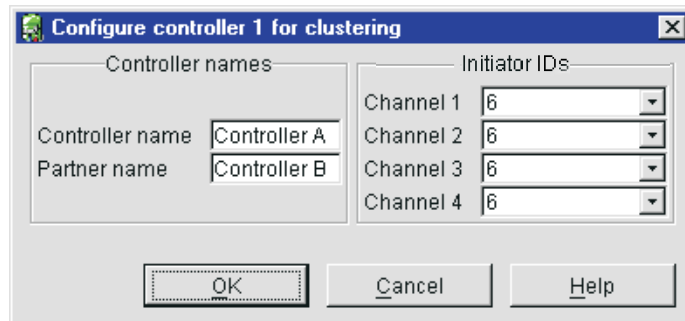 Configure controller 1 for clustering
Controller names
Controller name Controller A
Partner name Controller B
Initiator IDs
Channel 1 6
Channel 2 6
Channel 3 6
Channel 4 6
OK Cancel Help